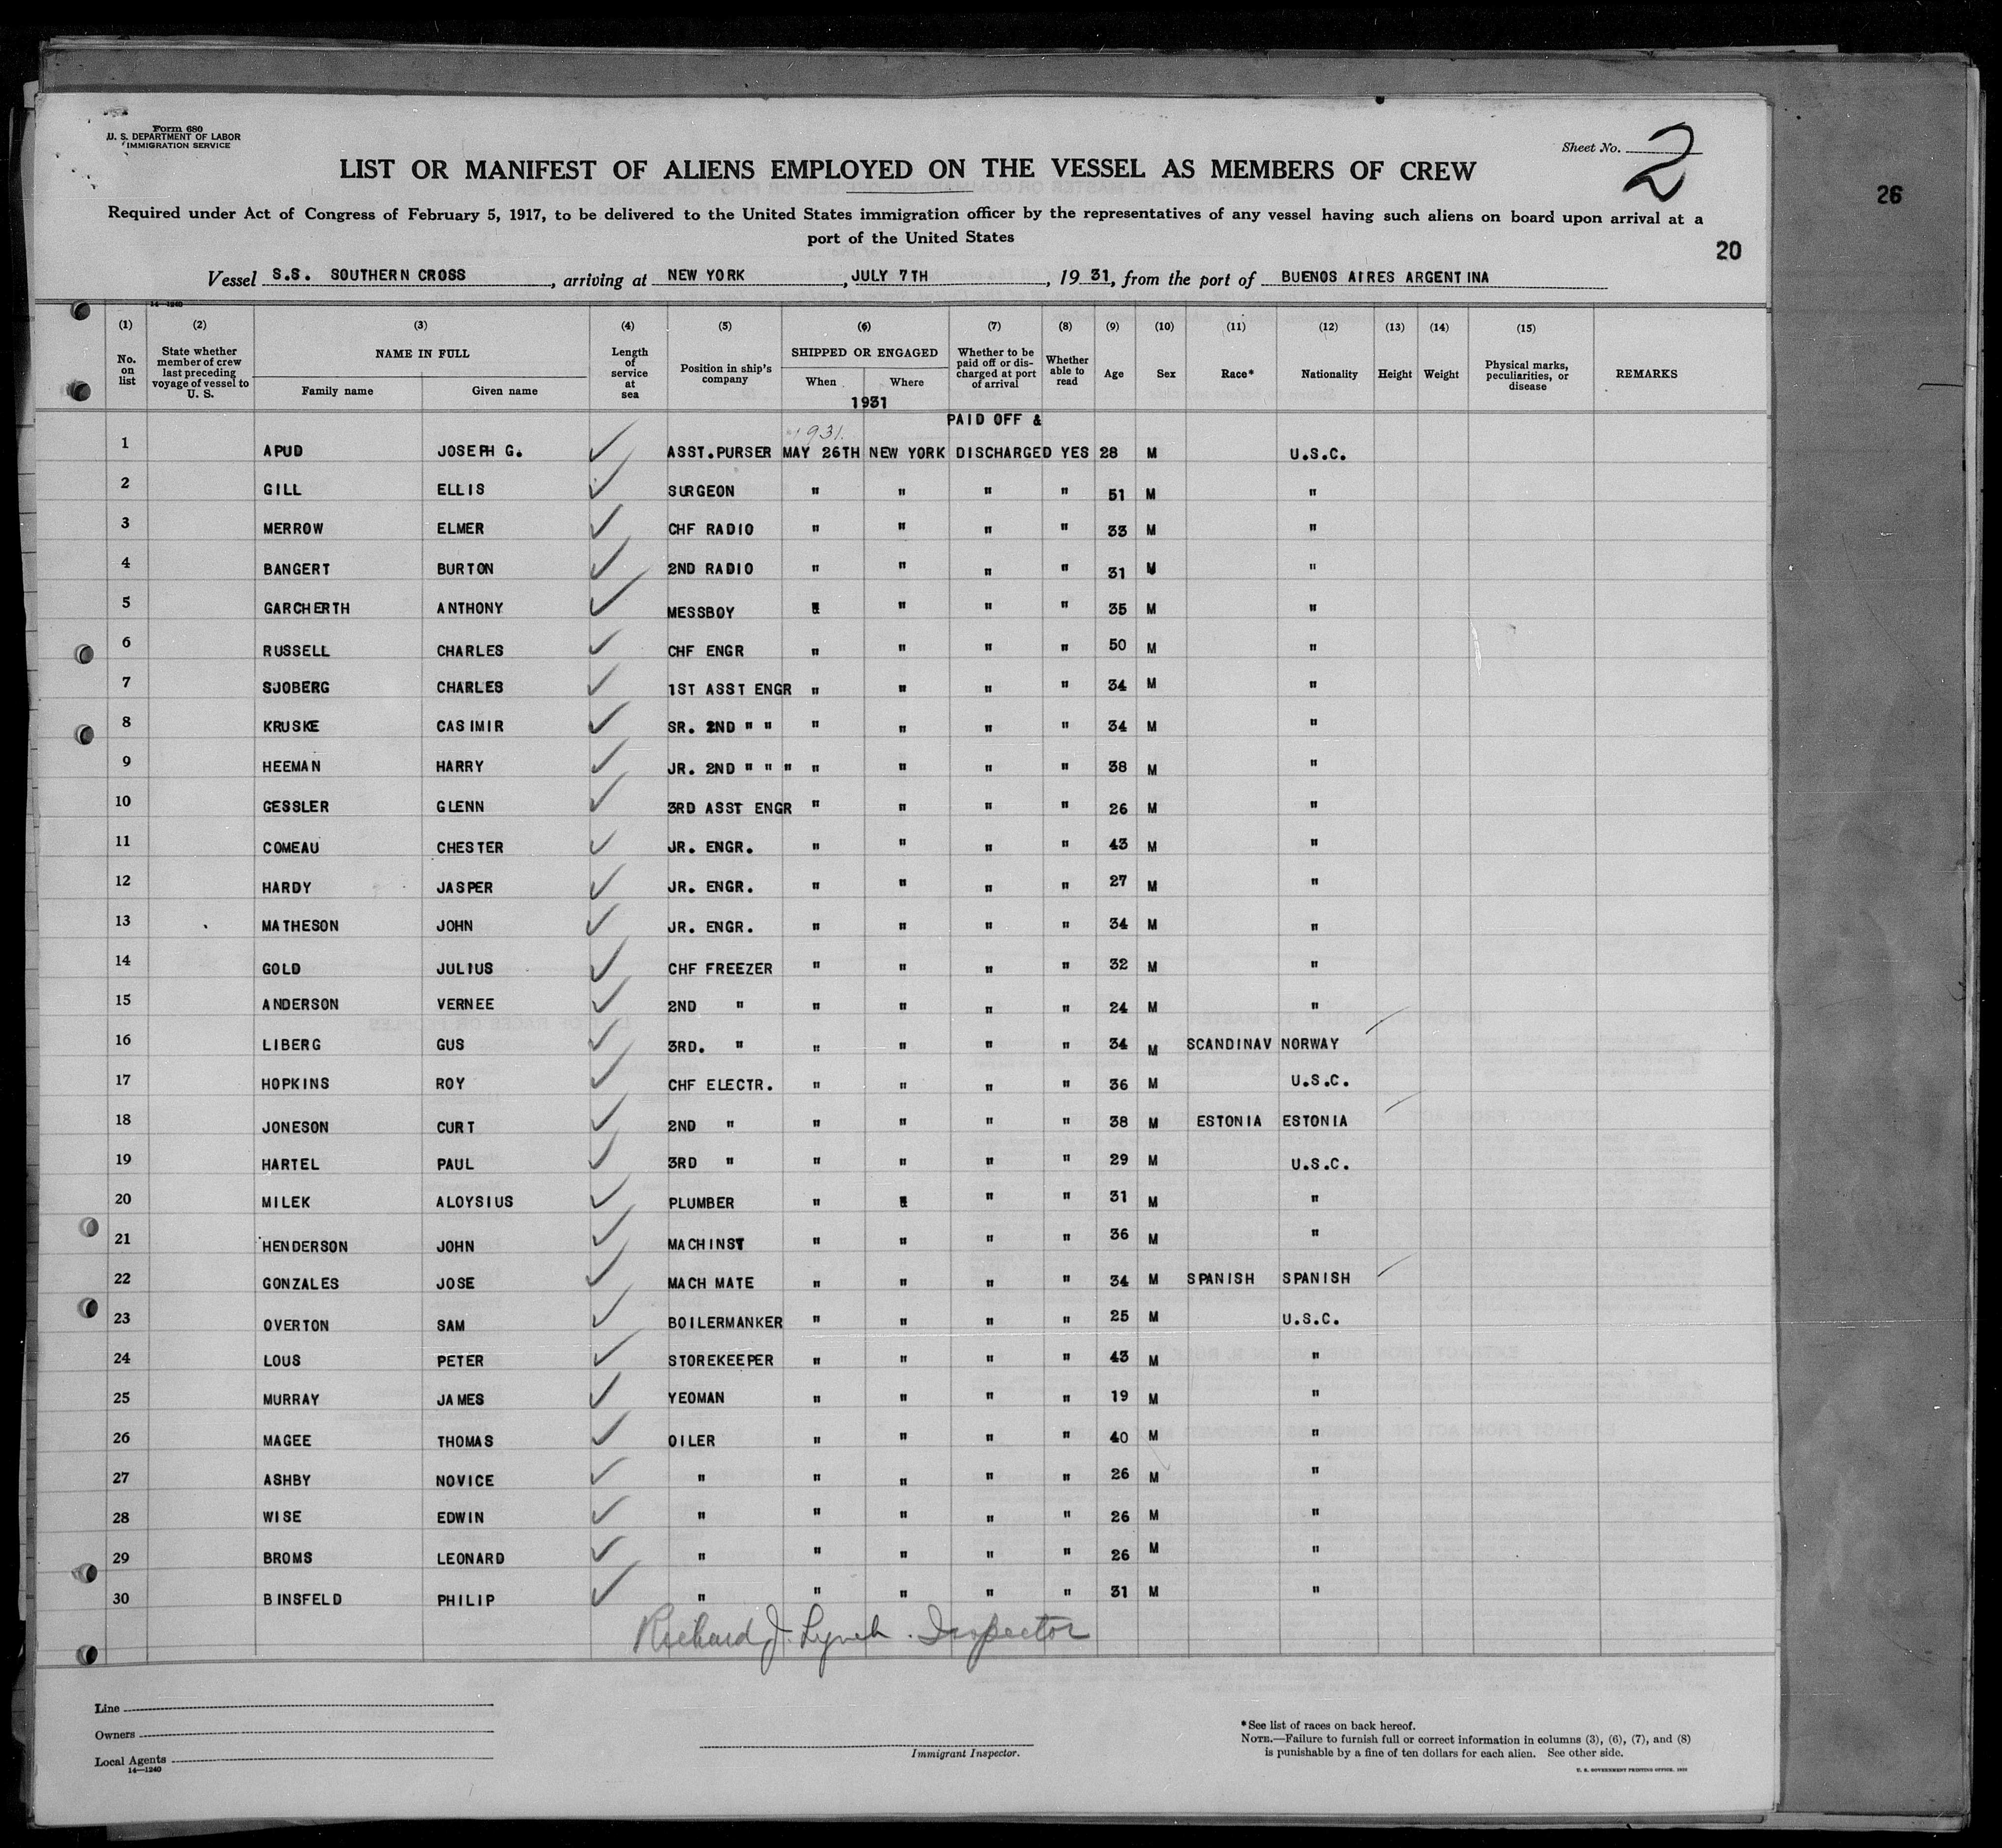 Form 680
U. S. DEPARTMENT OF LABOR
IMMIGRATION SERVICE
Sheet No. 2
LIST OR MANIFEST OF ALIENS EMPLOYED ON THE VESSEL AS MEMBERS OF CREW
26
Required under Act of Congress of February 5, 1917, to be delivered to the United States immigration officer by the representatives of any vessel having such aliens on board upon arrival at a
port of the United States
20
Vessel S.S. SOUTHERN CROSS, arriving at NEW YORK, JULY 7TH, 1931, from the port of BUENOS AIRES ARGENTINA
14—1240
(1) (2) (3) (4) (5) (6) (7) (8) (9) (10) (11) (12) (13) (14) (15)
No. on list | State whether member of crew last preceding voyage of vessel to U. S. | NAME IN FULL Family name Given name | Length of service at sea | Position in ship's company | SHIPPED OR ENGAGED When Where | Whether to be paid off or discharged at port of arrival | Whether able to read | Age | Sex | Race* | Nationality | Height | Weight | Physical marks, peculiarities, or disease | REMARKS
1931
PAID OFF &
1931.
1 APUD JOSEPH G. ✓ ASST.PURSER MAY 26TH NEW YORK DISCHARGED YES 28 M U.S.C.
2 GILL ELLIS ✓ SURGEON " " " " 51 M "
3 MERROW ELMER ✓ CHF RADIO " " " " 33 M "
4 BANGERT BURTON ✓ 2ND RADIO " " " " 31 M "
5 GARCHERTH ANTHONY ✓ MESSBOY " " " " 35 M "
6 RUSSELL CHARLES ✓ CHF ENGR " " " " 50 M "
7 SJOBERG CHARLES ✓ 1ST ASST ENGR " " " " 34 M "
8 KRUSKE CASIMIR ✓ SR. 2ND " " " " " " 34 M "
9 HEEMAN HARRY ✓ JR. 2ND " " " " " " " 38 M "
10 GESSLER GLENN ✓ 3RD ASST ENGR " " " " 26 M "
11 COMEAU CHESTER ✓ JR. ENGR. " " " " 43 M "
12 HARDY JASPER ✓ JR. ENGR. " " " " 27 M "
13 MATHESON JOHN ✓ JR. ENGR. " " " " 34 M "
14 GOLD JULIUS ✓ CHF FREEZER " " " " 32 M "
15 ANDERSON VERNEE ✓ 2ND " " " " " 24 M "
16 LIBERG GUS ✓ 3RD. " " " " " 34 M SCANDINAV NORWAY
17 HOPKINS ROY ✓ CHF ELECTR. " " " " 36 M U.S.C.
18 JONESON CURT ✓ 2ND " " " " " 38 M ESTONIA ESTONIA
19 HARTEL PAUL ✓ 3RD " " " " " 29 M U.S.C.
20 MILEK ALOYSIUS ✓ PLUMBER " " " " 31 M "
21 HENDERSON JOHN ✓ MACHINST " " " " 36 M "
22 GONZALES JOSE ✓ MACH MATE " " " " 34 M SPANISH SPANISH
23 OVERTON SAM ✓ BOILERMANKER " " " " 25 M U.S.C.
24 LOUS PETER ✓ STOREKEEPER " " " " 43 M "
25 MURRAY JAMES ✓ YEOMAN " " " " 19 M "
26 MAGEE THOMAS ✓ OILER " " " " 40 M "
27 ASHBY NOVICE ✓ " " " " " 26 M "
28 WISE EDWIN ✓ " " " " " 26 M "
29 BROMS LEONARD ✓ " " " " " 26 M "
30 BINSFELD PHILIP ✓ " " " " " 31 M "
Richard J. Lynch. Inspector
Line
Owners
Local Agents
14—1240
Immigrant Inspector.
*See list of races on back hereof.
NOTE.—Failure to furnish full or correct information in columns (3), (6), (7), and (8)
is punishable by a fine of ten dollars for each alien. See other side.
U. S. GOVERNMENT PRINTING OFFICE.